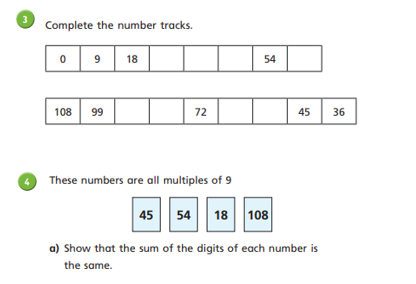 3 Complete the number tracks.
0 9 18 54
108 99 72 45 36
4 These numbers are all multiples of 9
45 54 18 108
a) Show that the sum of the digits of each number is
the same.